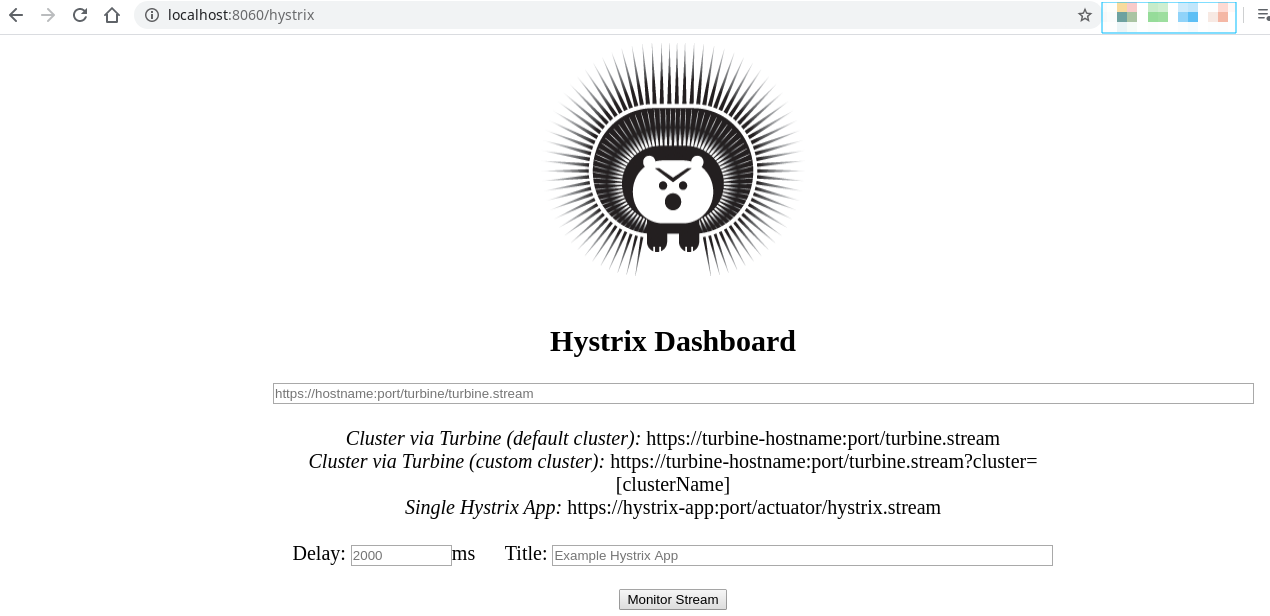 localhost:8060/hystrix
Hystrix Dashboard
https://hostname:port/turbine/turbine.stream
Cluster via Turbine (default cluster): https://turbine-hostname:port/turbine.stream
Cluster via Turbine (custom cluster): https://turbine-hostname:port/turbine.stream?cluster=
[clusterName]
Single Hystrix App: https://hystrix-app:port/actuator/hystrix.stream
Delay: 2000 ms Title: Example Hystrix App
Monitor Stream